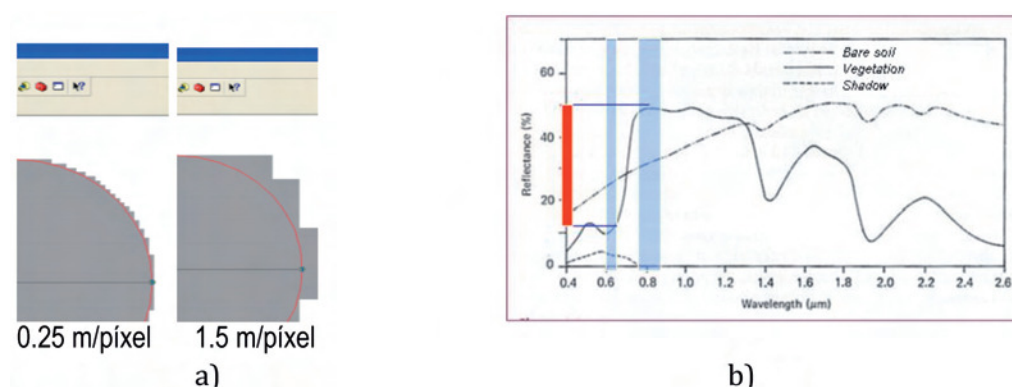 0.25 m/píxel
1.5 m/píxel
a)
Bare soil
Vegetation
Shadow
Reflectance (%)
60
40
20
0
0.4
0.6
0.8
1.0
1.2
1.4
1.6
1.8
2.0
2.2
2.4
2.6
Wavelength (μm)
b)